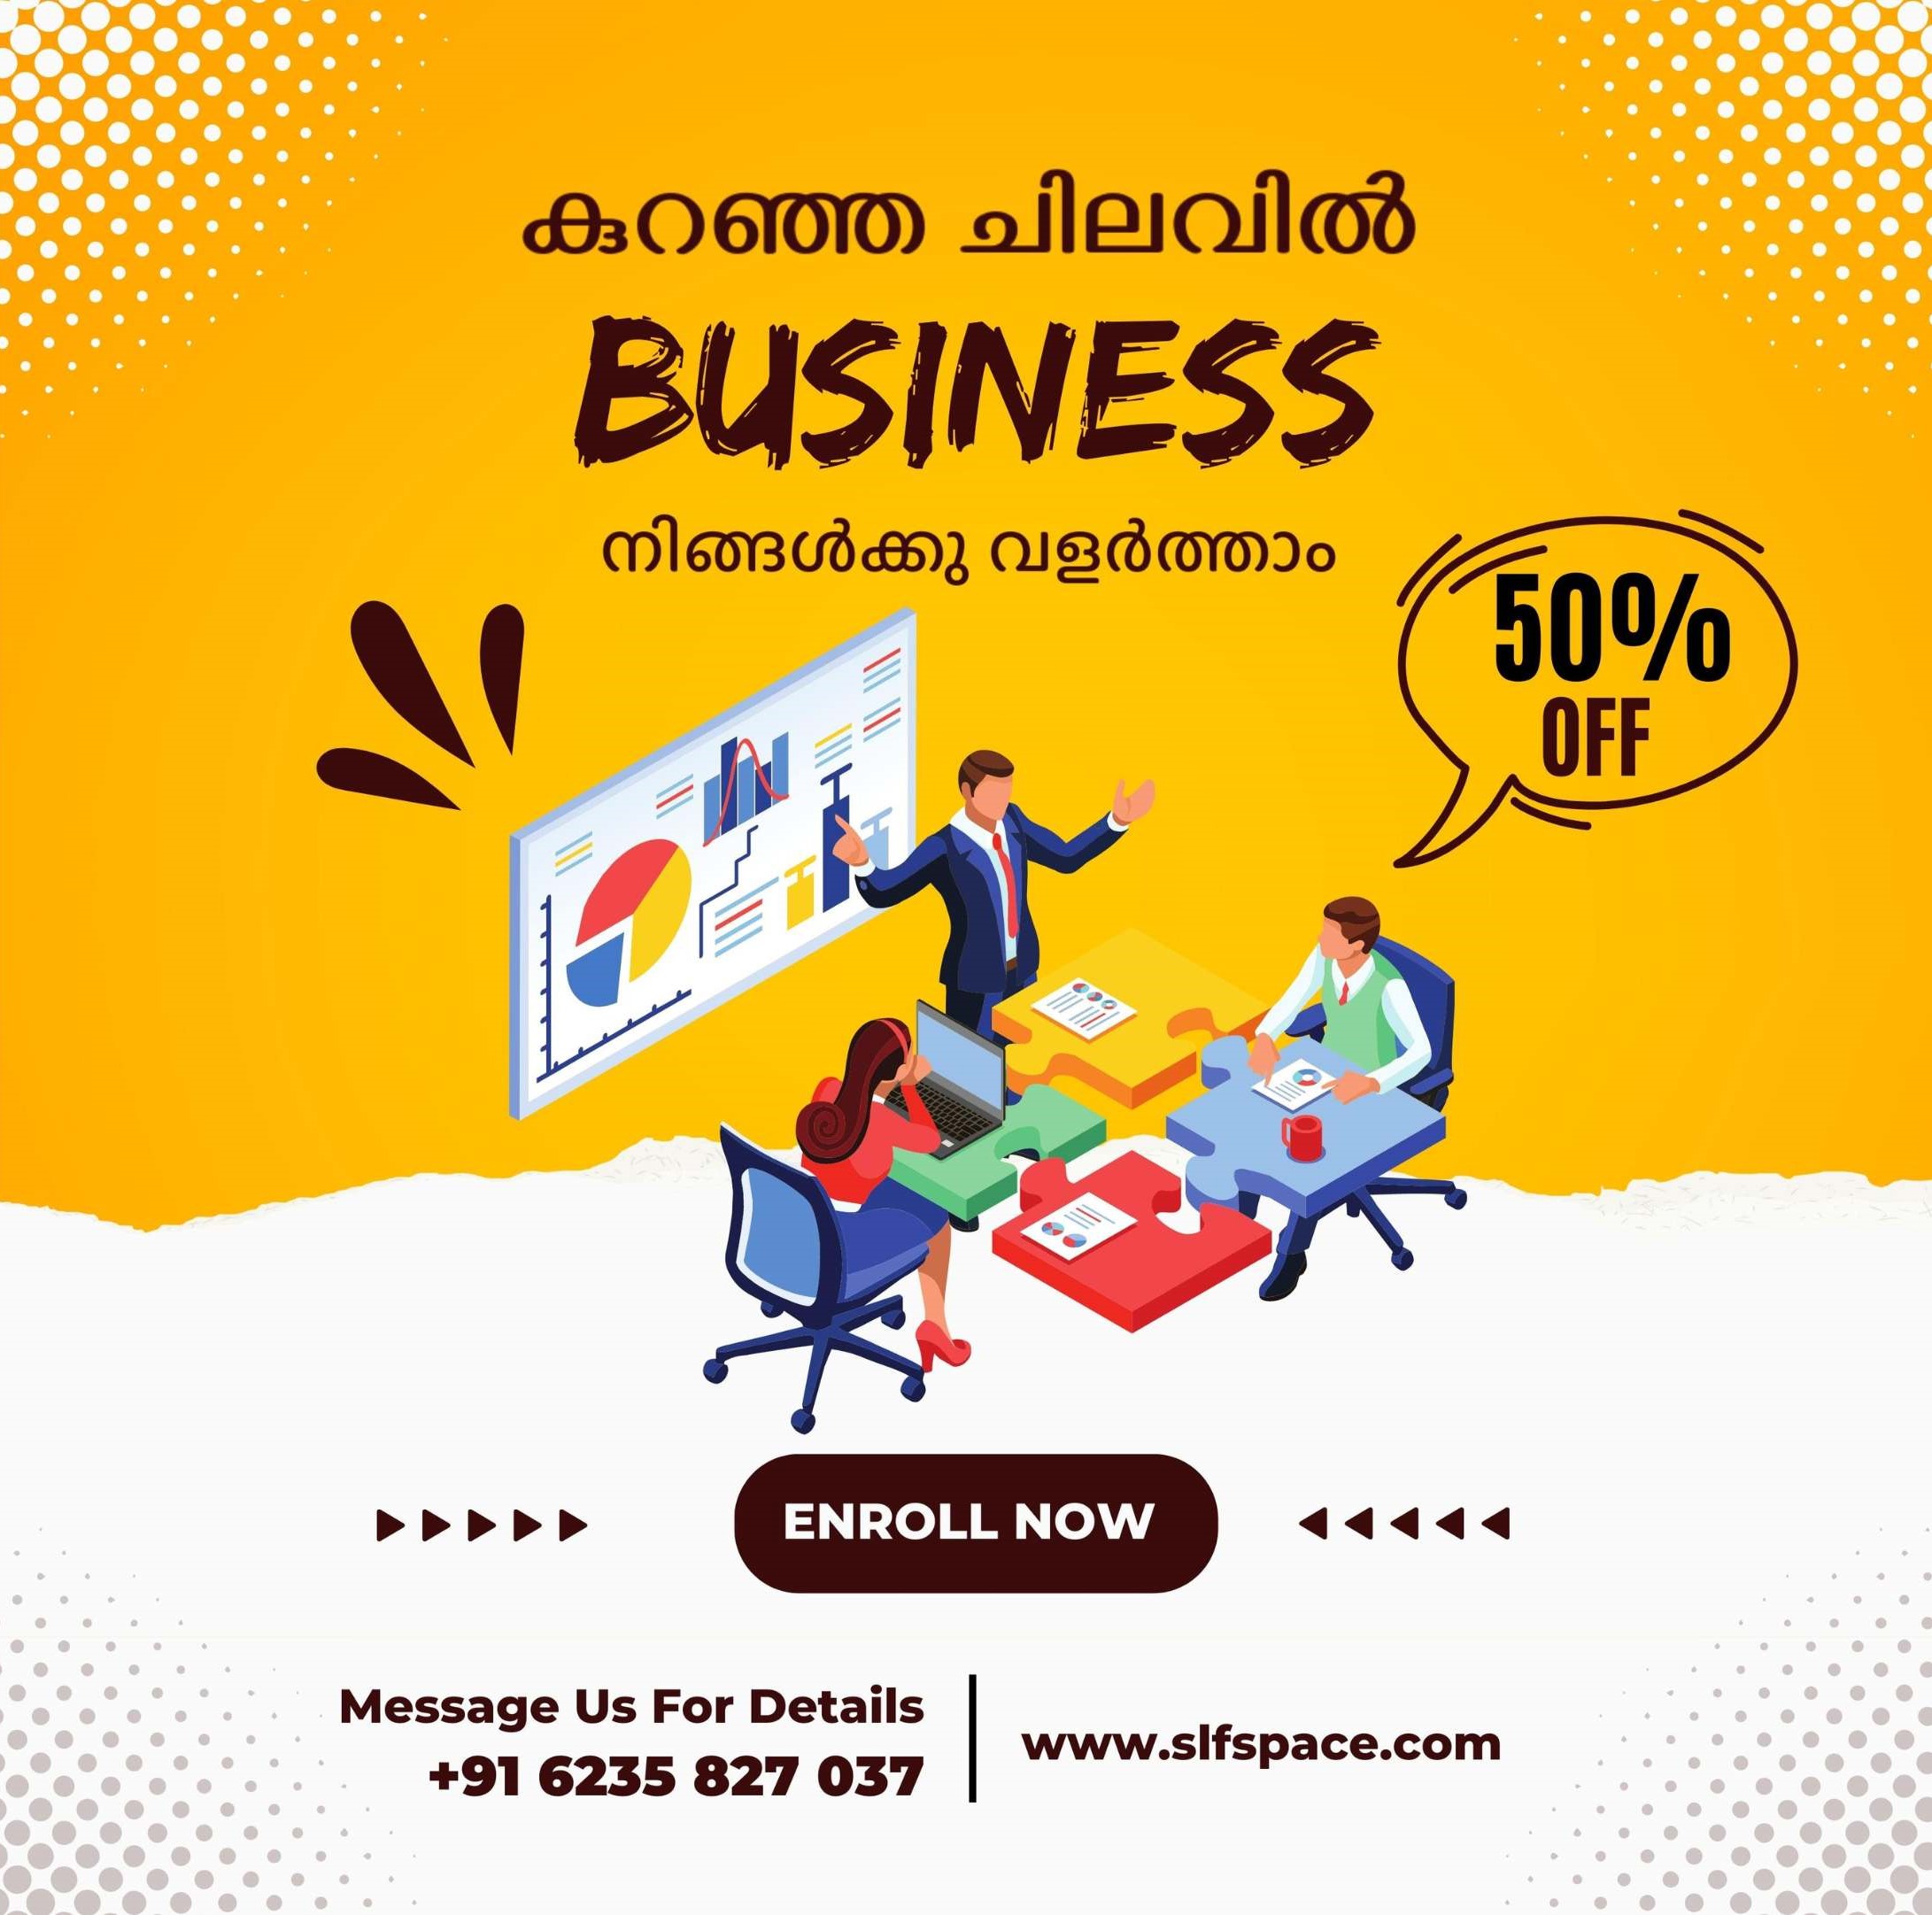 കുറഞ്ഞ ചിലവിൽ
BUSINESS
നിങ്ങൾക്കു വളർത്താം
50%
OFF
ENROLL NOW
Message Us For Details
+91 6235 827 037
www.slfspace.com